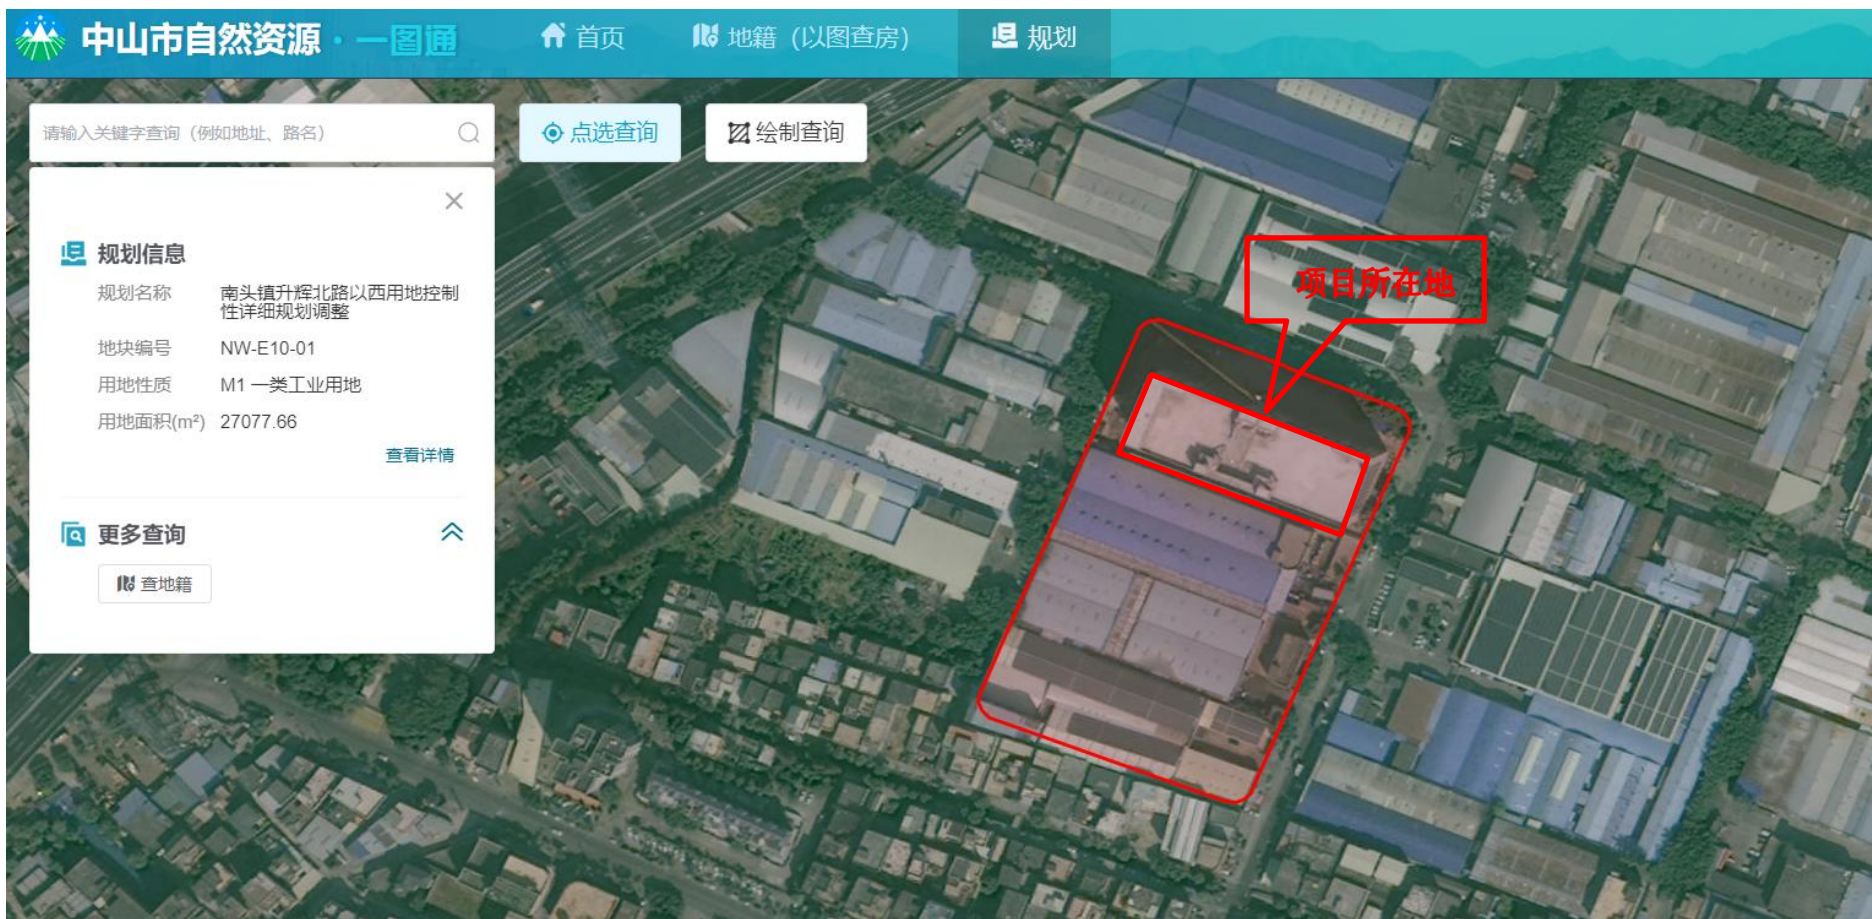 中山市自然资源·一图通
首页
地籍（以图查房）
规划
请输入关键字查询（例如地址、路名）
点选查询
绘制查询
规划信息
规划名称 南头镇升辉北路以西用地控制
性详细规划调整
地块编号 NW-E10-01
用地性质 M1 一类工业用地
用地面积(m²) 27077.66
查看详情
更多查询
查地籍
项目所在地